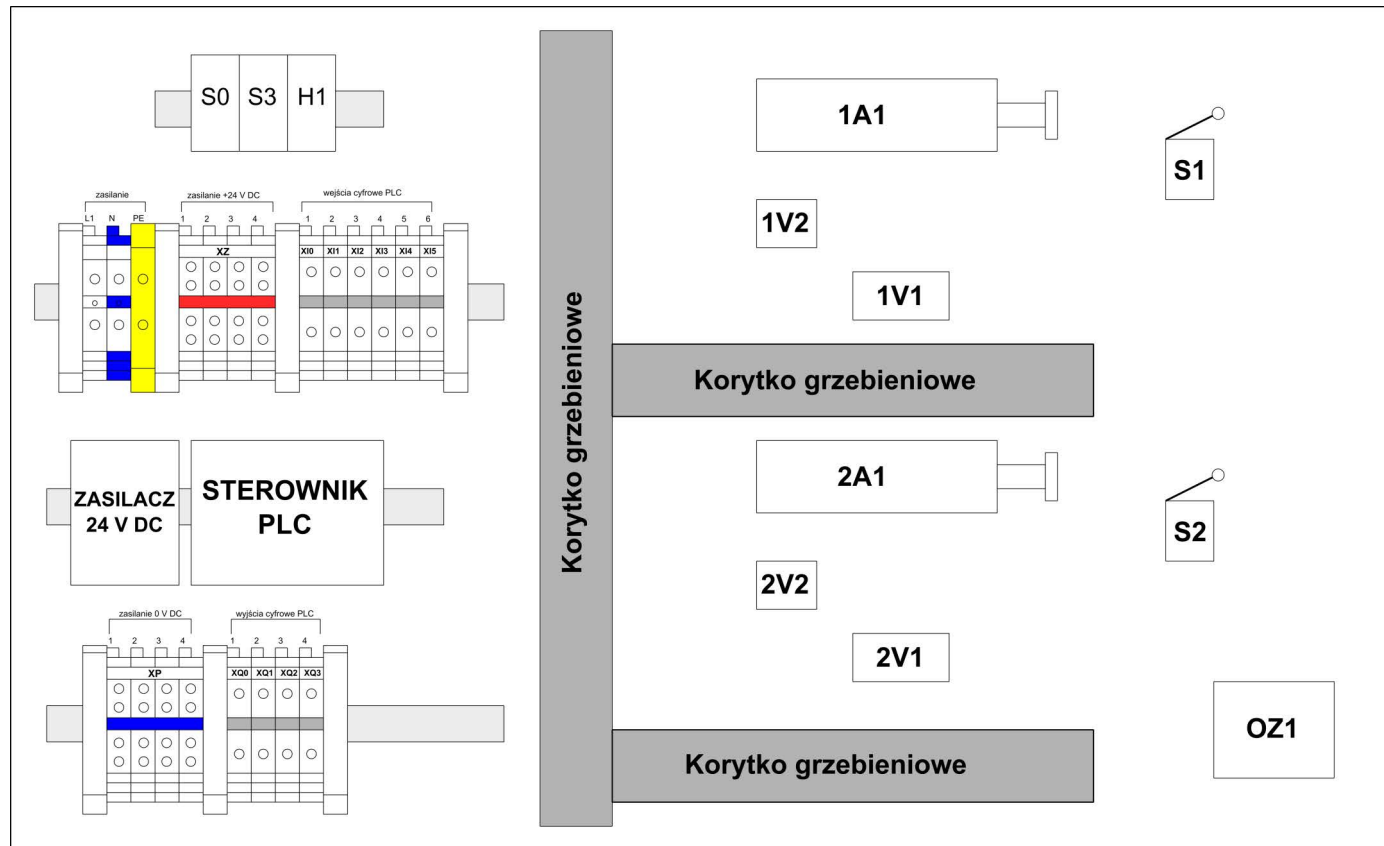 S0 S3 H1
zasilanie
zasilanie +24 V DC
wejścia cyfrowe PLC
L1 N PE
1 2 3 4
1 2 3 4 5 6
XZ
XI0 XI1 XI2 XI3 XI4 XI5
ZASILACZ
24 V DC
STEROWNIK
PLC
zasilanie 0 V DC
wyjścia cyfrowe PLC
1 2 3 4
1 2 3 4
XP
XQ0 XQ1 XQ2 XQ3
Korytko grzebieniowe
1A1
S1
1V2
1V1
Korytko grzebieniowe
2A1
S2
2V2
2V1
OZ1
Korytko grzebieniowe